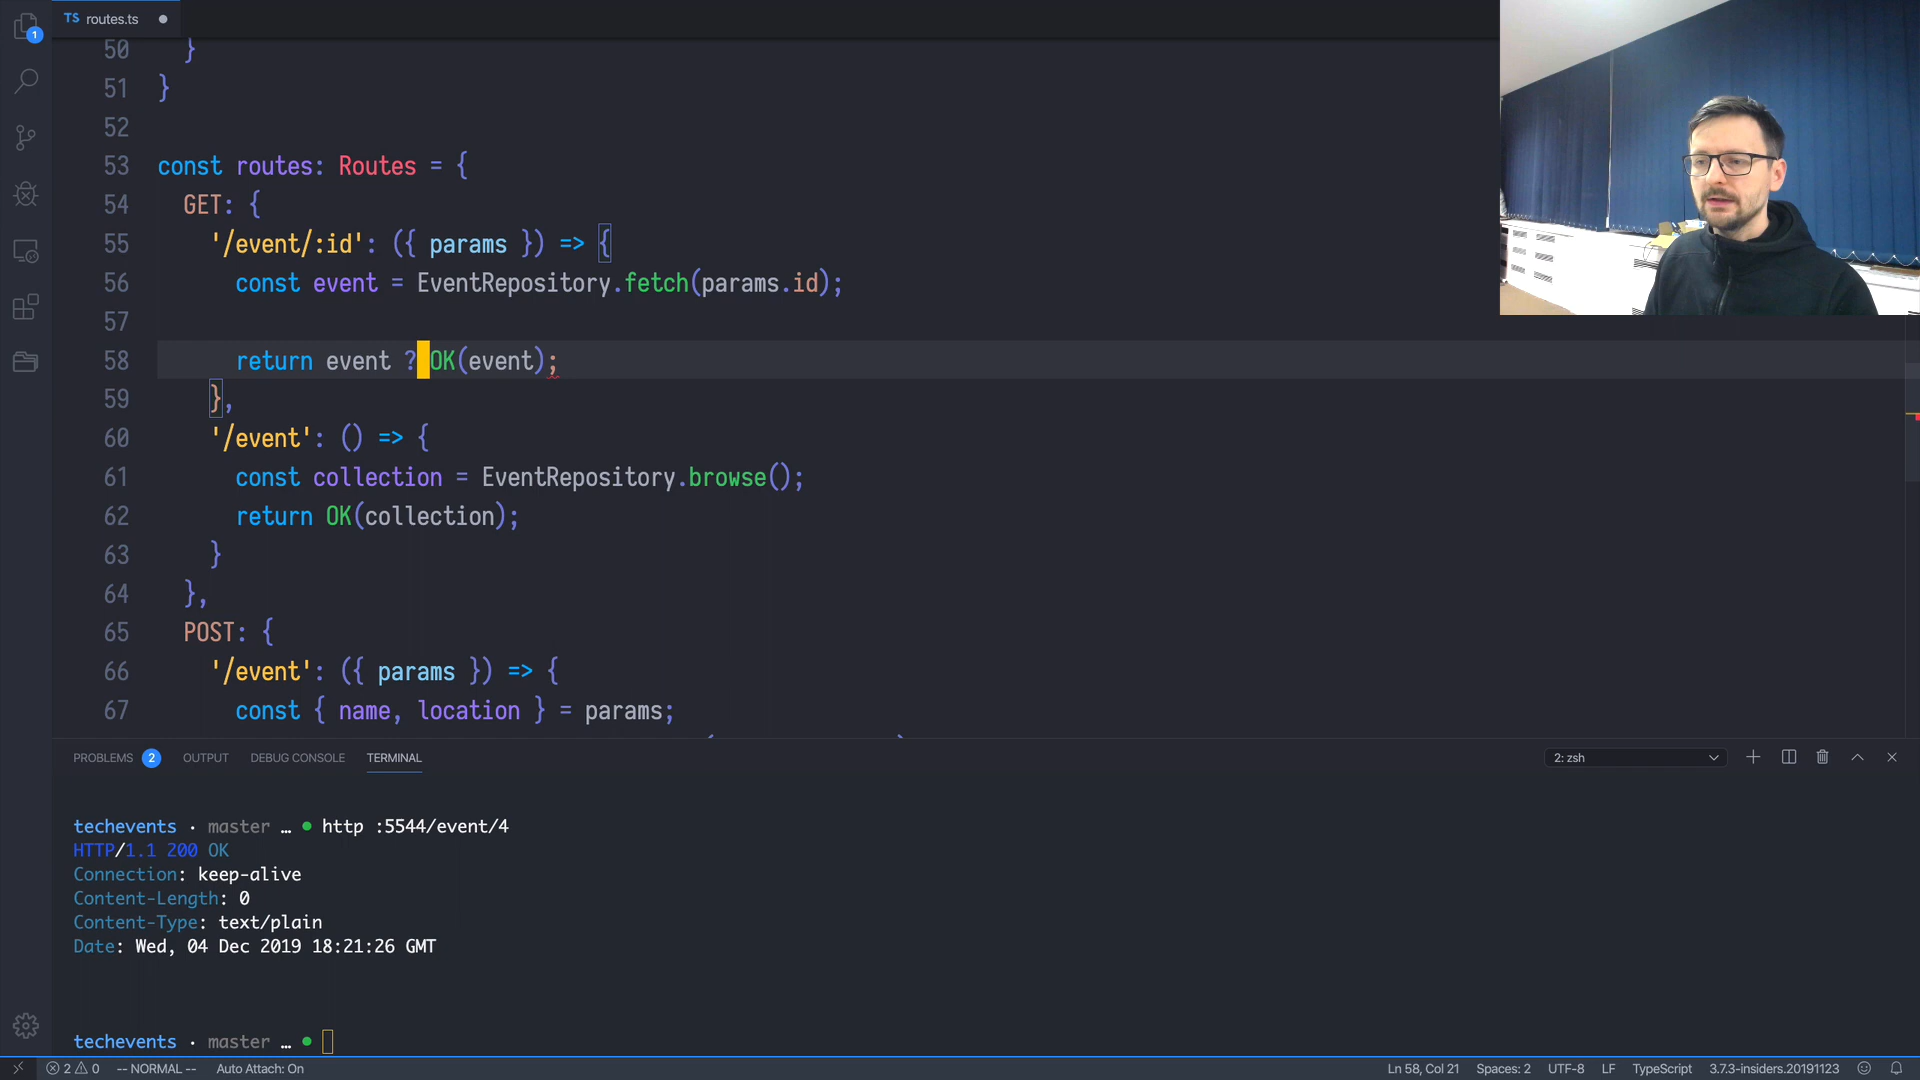 TS routes.ts
1
50 }
51 }
52
53 const routes: Routes = {
54 GET: {
55 '/event/:id': ({ params }) => {
56 const event = EventRepository.fetch(params.id);
57
58 return event ? OK(event);
59 },
60 '/event': () => {
61 const collection = EventRepository.browse();
62 return OK(collection);
63 }
64 },
65 POST: {
66 '/event': ({ params }) => {
67 const { name, location } = params;
PROBLEMS 2 OUTPUT DEBUG CONSOLE TERMINAL 2: zsh
techevents · master … ● http :5544/event/4
HTTP/1.1 200 OK
Connection: keep-alive
Content-Length: 0
Content-Type: text/plain
Date: Wed, 04 Dec 2019 18:21:26 GMT
techevents · master … ●
2 0 -- NORMAL -- Auto Attach: On Ln 58, Col 21 Spaces: 2 UTF-8 LF TypeScript 3.7.3-insiders.20191123